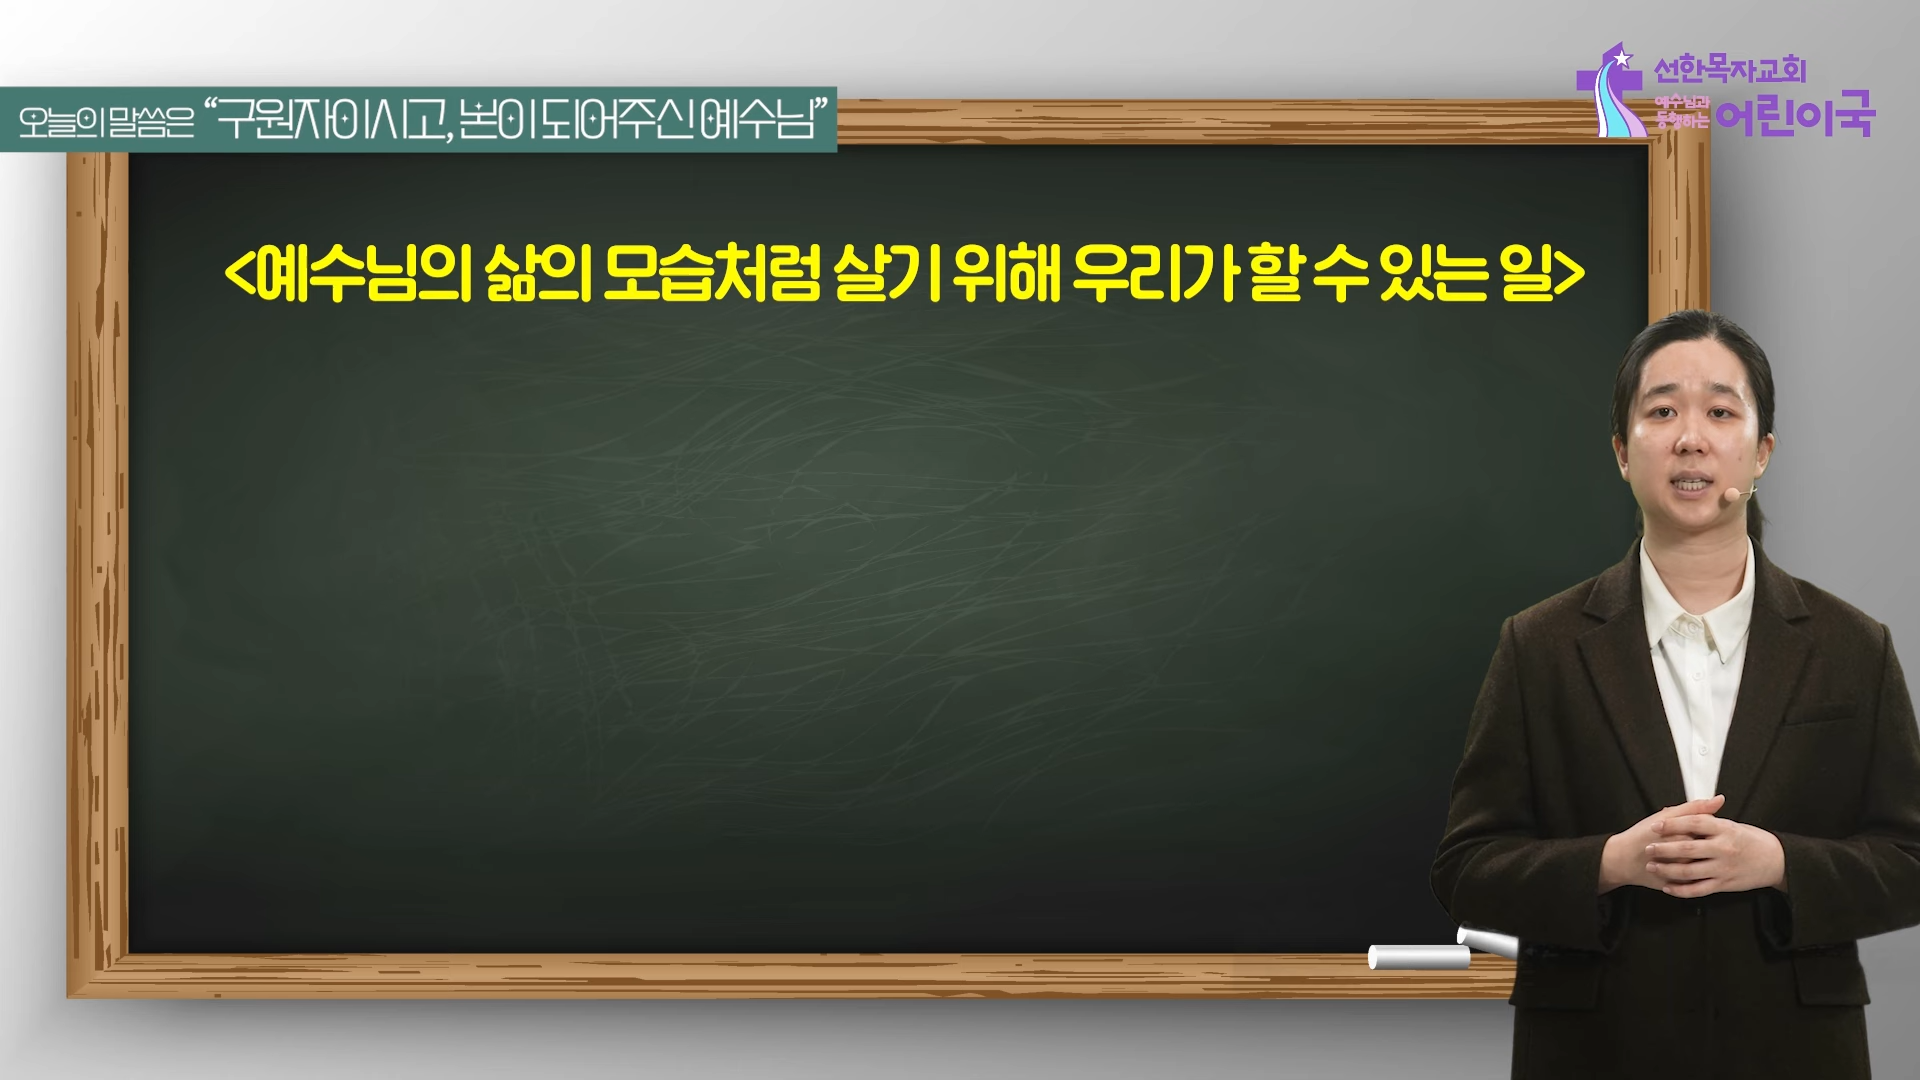 오늘의 말씀은 “구원자이시고, 본이 되어주신 예수님”
선한목자교회
예수님과
동행하는
어린이국
<예수님의 삶의 모습처럼 살기 위해 우리가 할 수 있는 일>